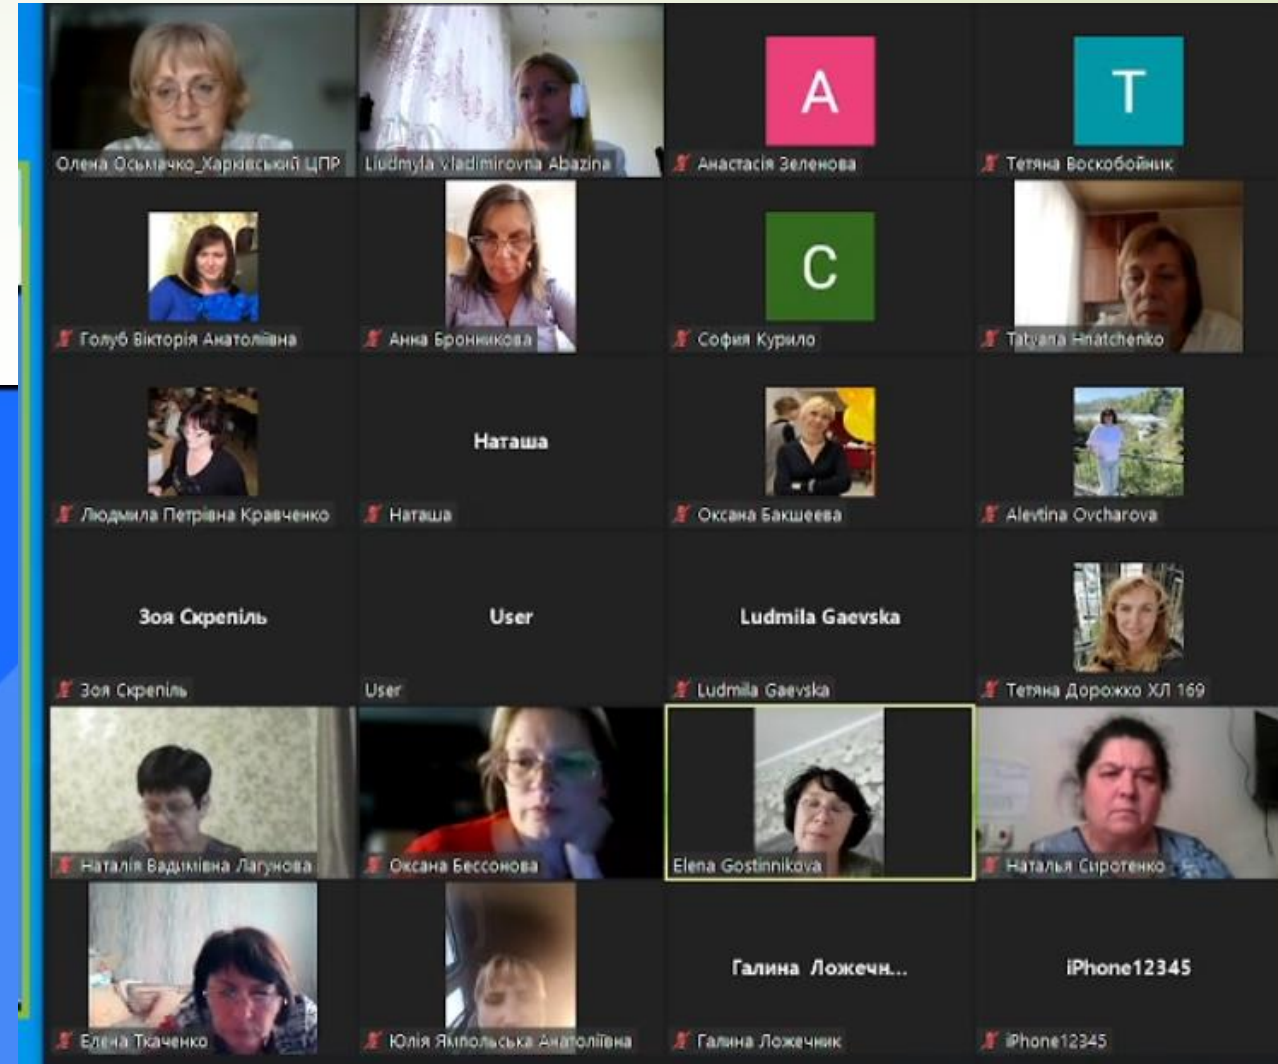 Олена Осьмачко_Харківський ЦПР
Liudmyla Vladimirovna Abazina
А
Анастасія Зеленова
Т
Тетяна Воскобойник
Голуб Вікторія Анатоліївна
Анна Бронникова
С
София Курило
Tatyana Hnatchenko
Людмила Петрівна Кравченко
Наташа
Наташа
Оксана Бакшеева
Alevtina Ovcharova
Зоя Скрепіль
Зоя Скрепіль
User
User
Ludmila Gaevska
Ludmila Gaevska
Тетяна Дорожко ХЛ 169
Наталія Вадимівна Лагунова
Оксана Бессонова
Elena Gostinnikova
Наталья Сиротенко
Елена Ткаченко
Юлія Ямпольська Анатоліївна
Галина Ложечн...
Галина Ложечник
iPhone12345
iPhone12345